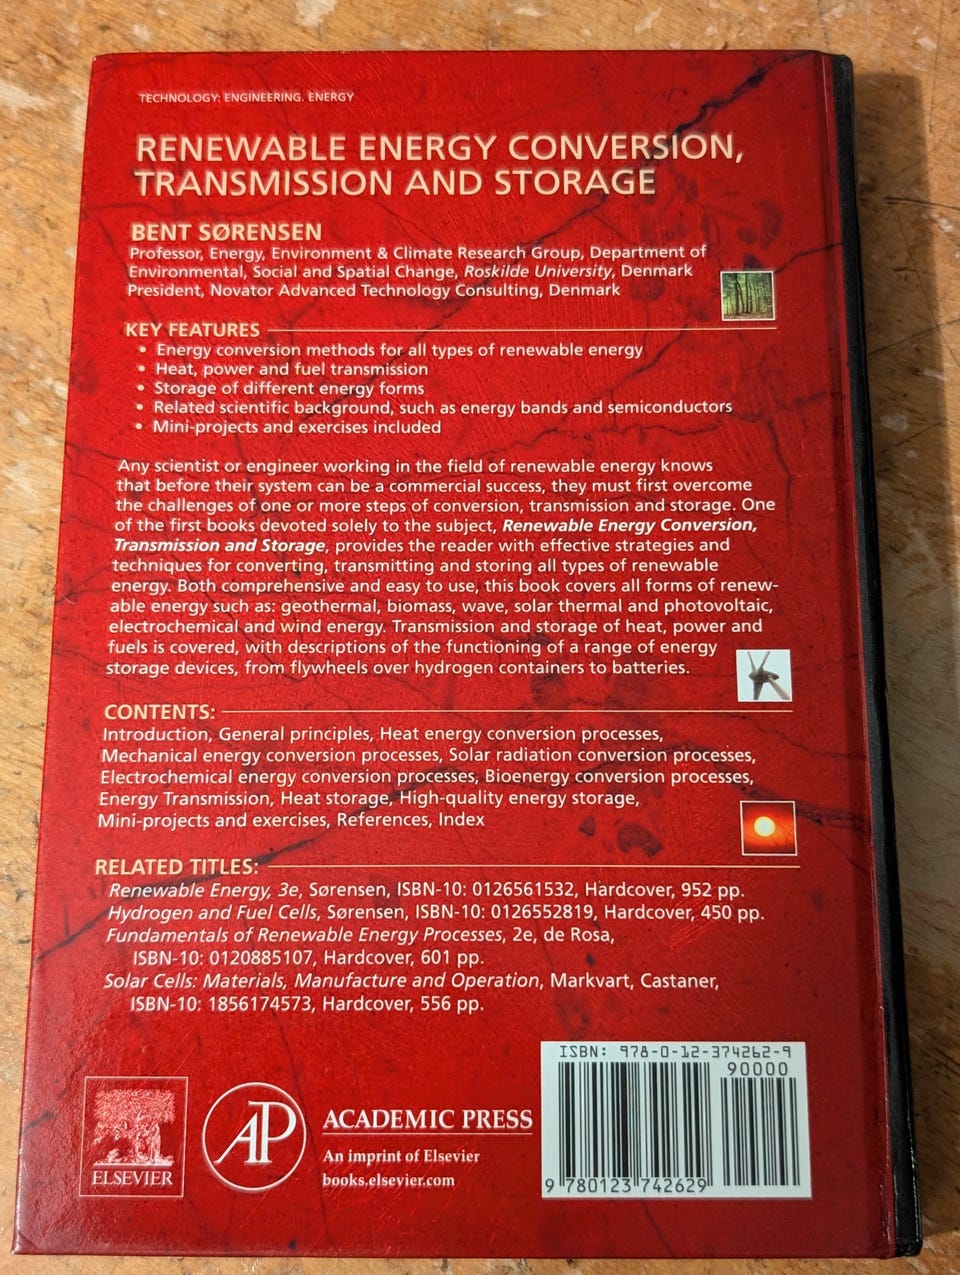 TECHNOLOGY: ENGINEERING. ENERGY
RENEWABLE ENERGY CONVERSION,
TRANSMISSION AND STORAGE
BENT SØRENSEN
Professor, Energy, Environment & Climate Research Group, Department of
Environmental, Social and Spatial Change, Roskilde University, Denmark
President, Novator Advanced Technology Consulting, Denmark
KEY FEATURES
• Energy conversion methods for all types of renewable energy
• Heat, power and fuel transmission
• Storage of different energy forms
• Related scientific background, such as energy bands and semiconductors
• Mini-projects and exercises included
Any scientist or engineer working in the field of renewable energy knows
that before their system can be a commercial success, they must first overcome
the challenges of one or more steps of conversion, transmission and storage. One
of the first books devoted solely to the subject, Renewable Energy Conversion,
Transmission and Storage, provides the reader with effective strategies and
techniques for converting, transmitting and storing all types of renewable
energy. Both comprehensive and easy to use, this book covers all forms of renew-
able energy such as: geothermal, biomass, wave, solar thermal and photovoltaic,
electrochemical and wind energy. Transmission and storage of heat, power and
fuels is covered, with descriptions of the functioning of a range of energy
storage devices, from flywheels over hydrogen containers to batteries.
CONTENTS:
Introduction, General principles, Heat energy conversion processes,
Mechanical energy conversion processes, Solar radiation conversion processes,
Electrochemical energy conversion processes, Bioenergy conversion processes,
Energy Transmission, Heat storage, High-quality energy storage,
Mini-projects and exercises, References, Index
RELATED TITLES:
Renewable Energy, 3e, Sørensen, ISBN-10: 0126561532, Hardcover, 952 pp.
Hydrogen and Fuel Cells, Sørensen, ISBN-10: 0126552819, Hardcover, 450 pp.
Fundamentals of Renewable Energy Processes, 2e, de Rosa,
ISBN-10: 0120885107, Hardcover, 601 pp.
Solar Cells: Materials, Manufacture and Operation, Markvart, Castaner,
ISBN-10: 1856174573, Hardcover, 556 pp.
ELSEVIER
AP
ACADEMIC PRESS
An imprint of Elsevier
books.elsevier.com
ISBN: 978-0-12-374262-9
90000
9 780123 742629